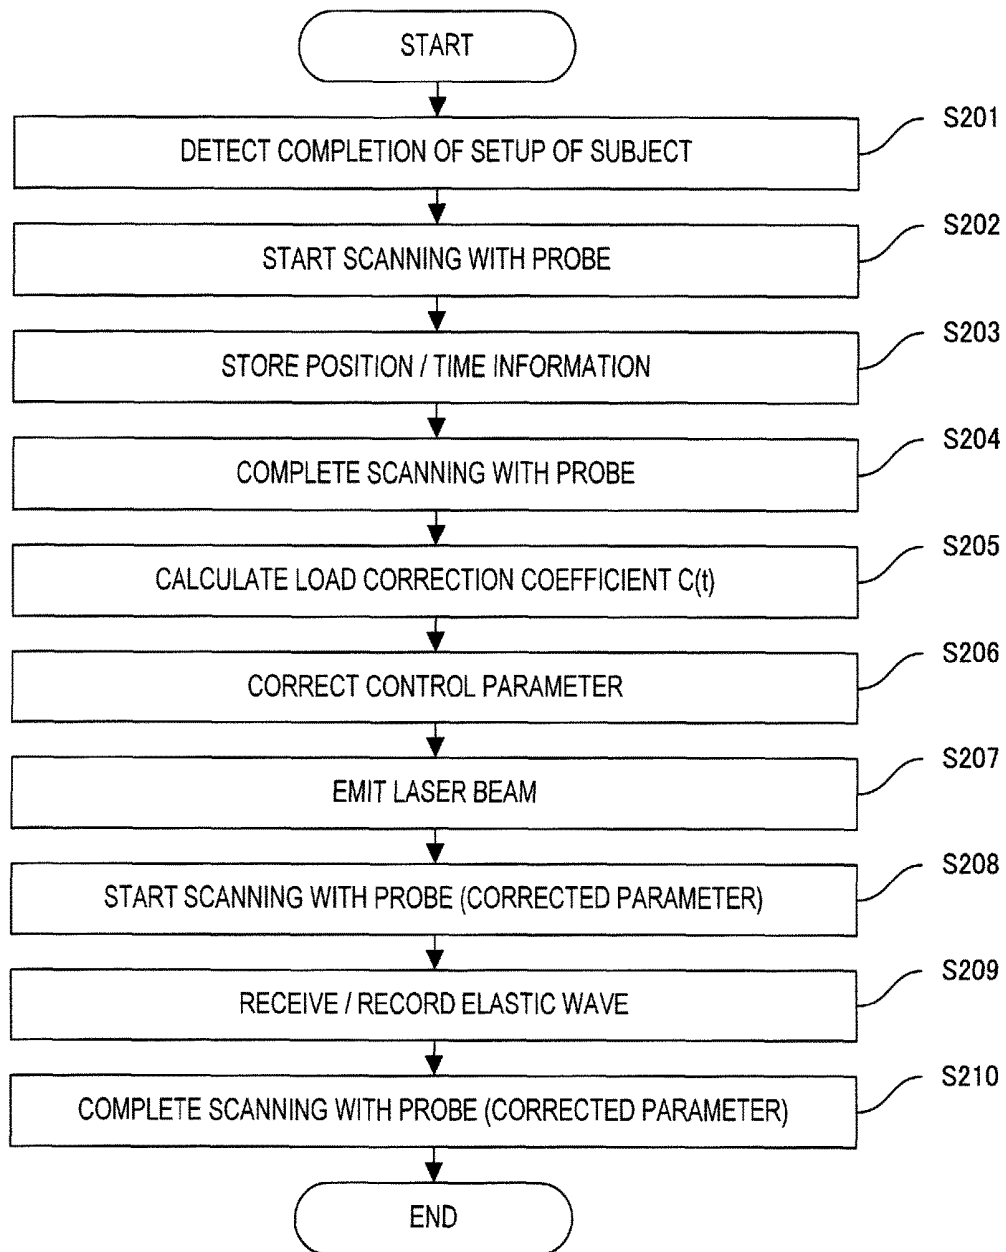 START
S201
DETECT COMPLETION OF SETUP OF SUBJECT
S202
START SCANNING WITH PROBE
S203
STORE POSITION / TIME INFORMATION
S204
COMPLETE SCANNING WITH PROBE
S205
CALCULATE LOAD CORRECTION COEFFICIENT C(t)
S206
CORRECT CONTROL PARAMETER
S207
EMIT LASER BEAM
S208
START SCANNING WITH PROBE (CORRECTED PARAMETER)
S209
RECEIVE / RECORD ELASTIC WAVE
S210
COMPLETE SCANNING WITH PROBE (CORRECTED PARAMETER)
END